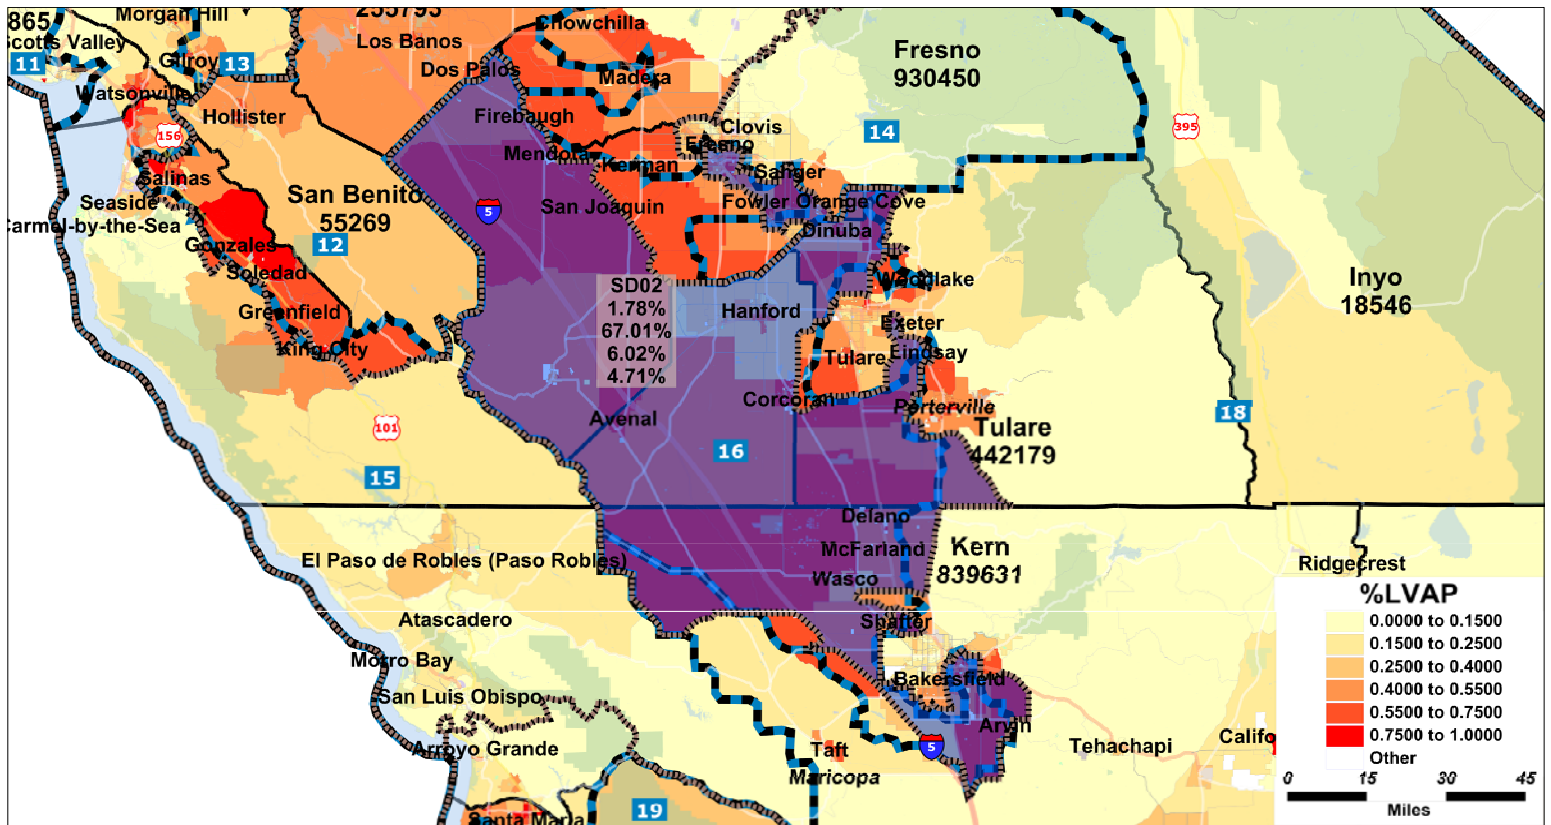 865
Morgan Hill
255793
Los Banos
Chowchilla
Scotts Valley
11
Gilroy
13
Dos Palos
Madera
Fresno
930450
395
Watsonville
Hollister
156
Firebaugh
Clovis
14
Fresno
Mendota
Kerman
Sanger
Salinas
San Benito
55269
Seaside
5
San Joaquin
Fowler
Orange Cove
Carmel-by-the-Sea
Dinuba
Gonzales
12
Soledad
Woodlake
Inyo
18546
SD02
1.78%
67.01%
6.02%
4.71%
Greenfield
Hanford
Exeter
King City
Tulare
Lindsay
Corcoran
Porterville
18
101
Avenal
Tulare
442179
16
15
Delano
McFarland
Kern
839631
El Paso de Robles (Paso Robles)
Wasco
Ridgecrest
Atascadero
Shafter
Morro Bay
Bakersfield
San Luis Obispo
Arvin
Arroyo Grande
Taft
5
Tehachapi
Califo
Maricopa
19
Santa Maria
%LVAP
0.0000 to 0.1500
0.1500 to 0.2500
0.2500 to 0.4000
0.4000 to 0.5500
0.5500 to 0.7500
0.7500 to 1.0000
Other
0 15 30 45
Miles